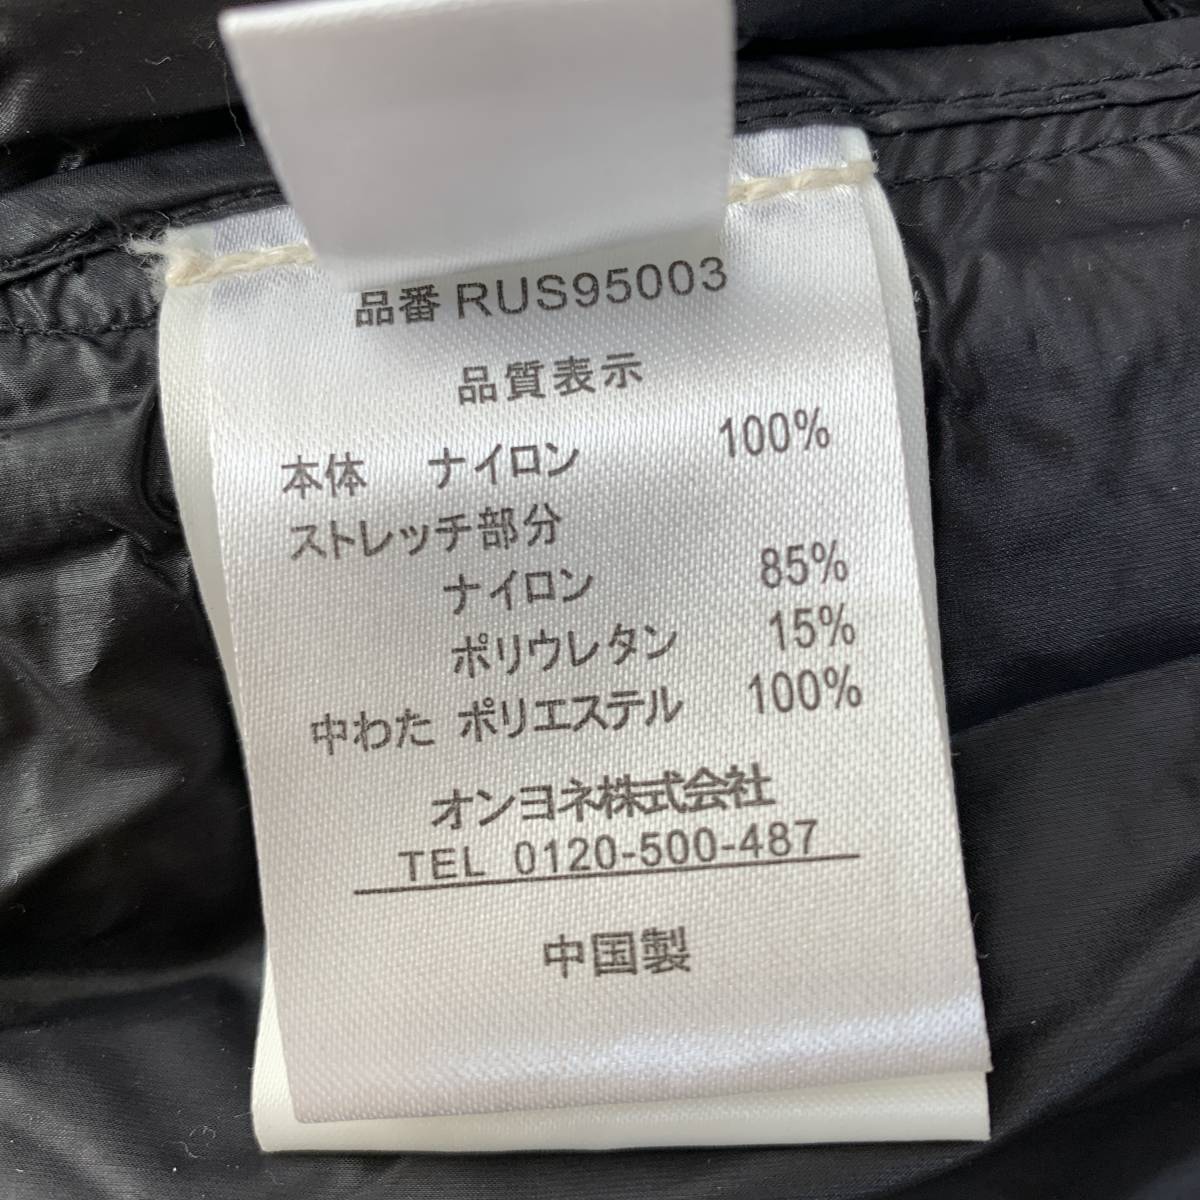 品番 RUS95003
品質表示
本体 ナイロン 100%
ストレッチ部分
ナイロン 85%
ポリウレタン 15%
中わた ポリエステル 100%
オンヨネ株式会社
TEL 0120-500-487
中国製